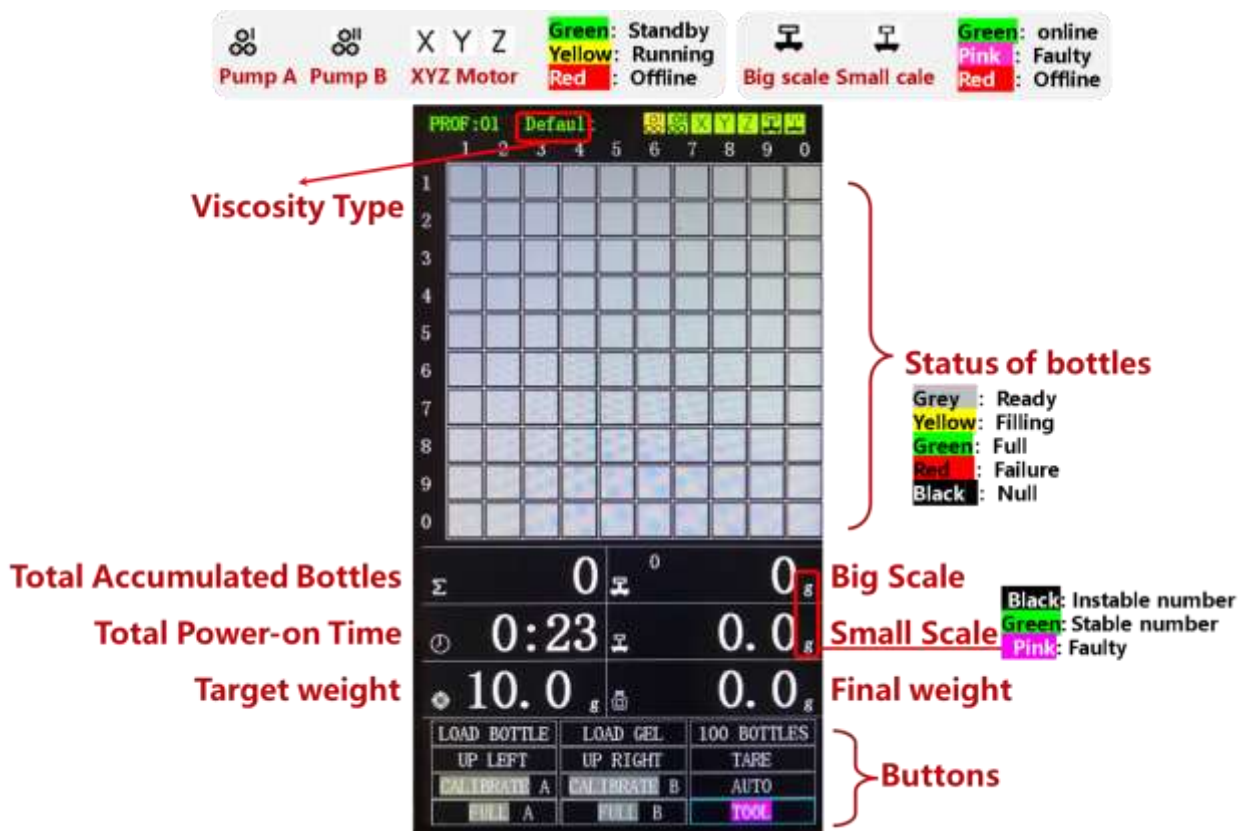 Pump A Pump B
X Y Z
XYZ Motor
Green: Standby
Yellow: Running
Red : Offline
Big scale Small cale
Green: online
Pink : Faulty
Red : Offline
PROF:01 Default
X Y Z
1 2 3 4 5 6 7 8 9 0
Viscosity Type
1
2
3
4
5
6
7
8
9
0
Status of bottles
Grey : Ready
Yellow: Filling
Green: Full
Red : Failure
Black : Null
Total Accumulated Bottles
Σ 0
0 0 g
Big Scale
Total Power-on Time
0:23
0.0 g
Small Scale
Black: Instable number
Green: Stable number
Pink: Faulty
Target weight
10.0 g
0.0 g
Final weight
LOAD BOTTLE LOAD GEL 100 BOTTLES
UP LEFT UP RIGHT TARE
CALIBRATE A CALIBRATE B AUTO
FULL A FULL B TOOL
Buttons